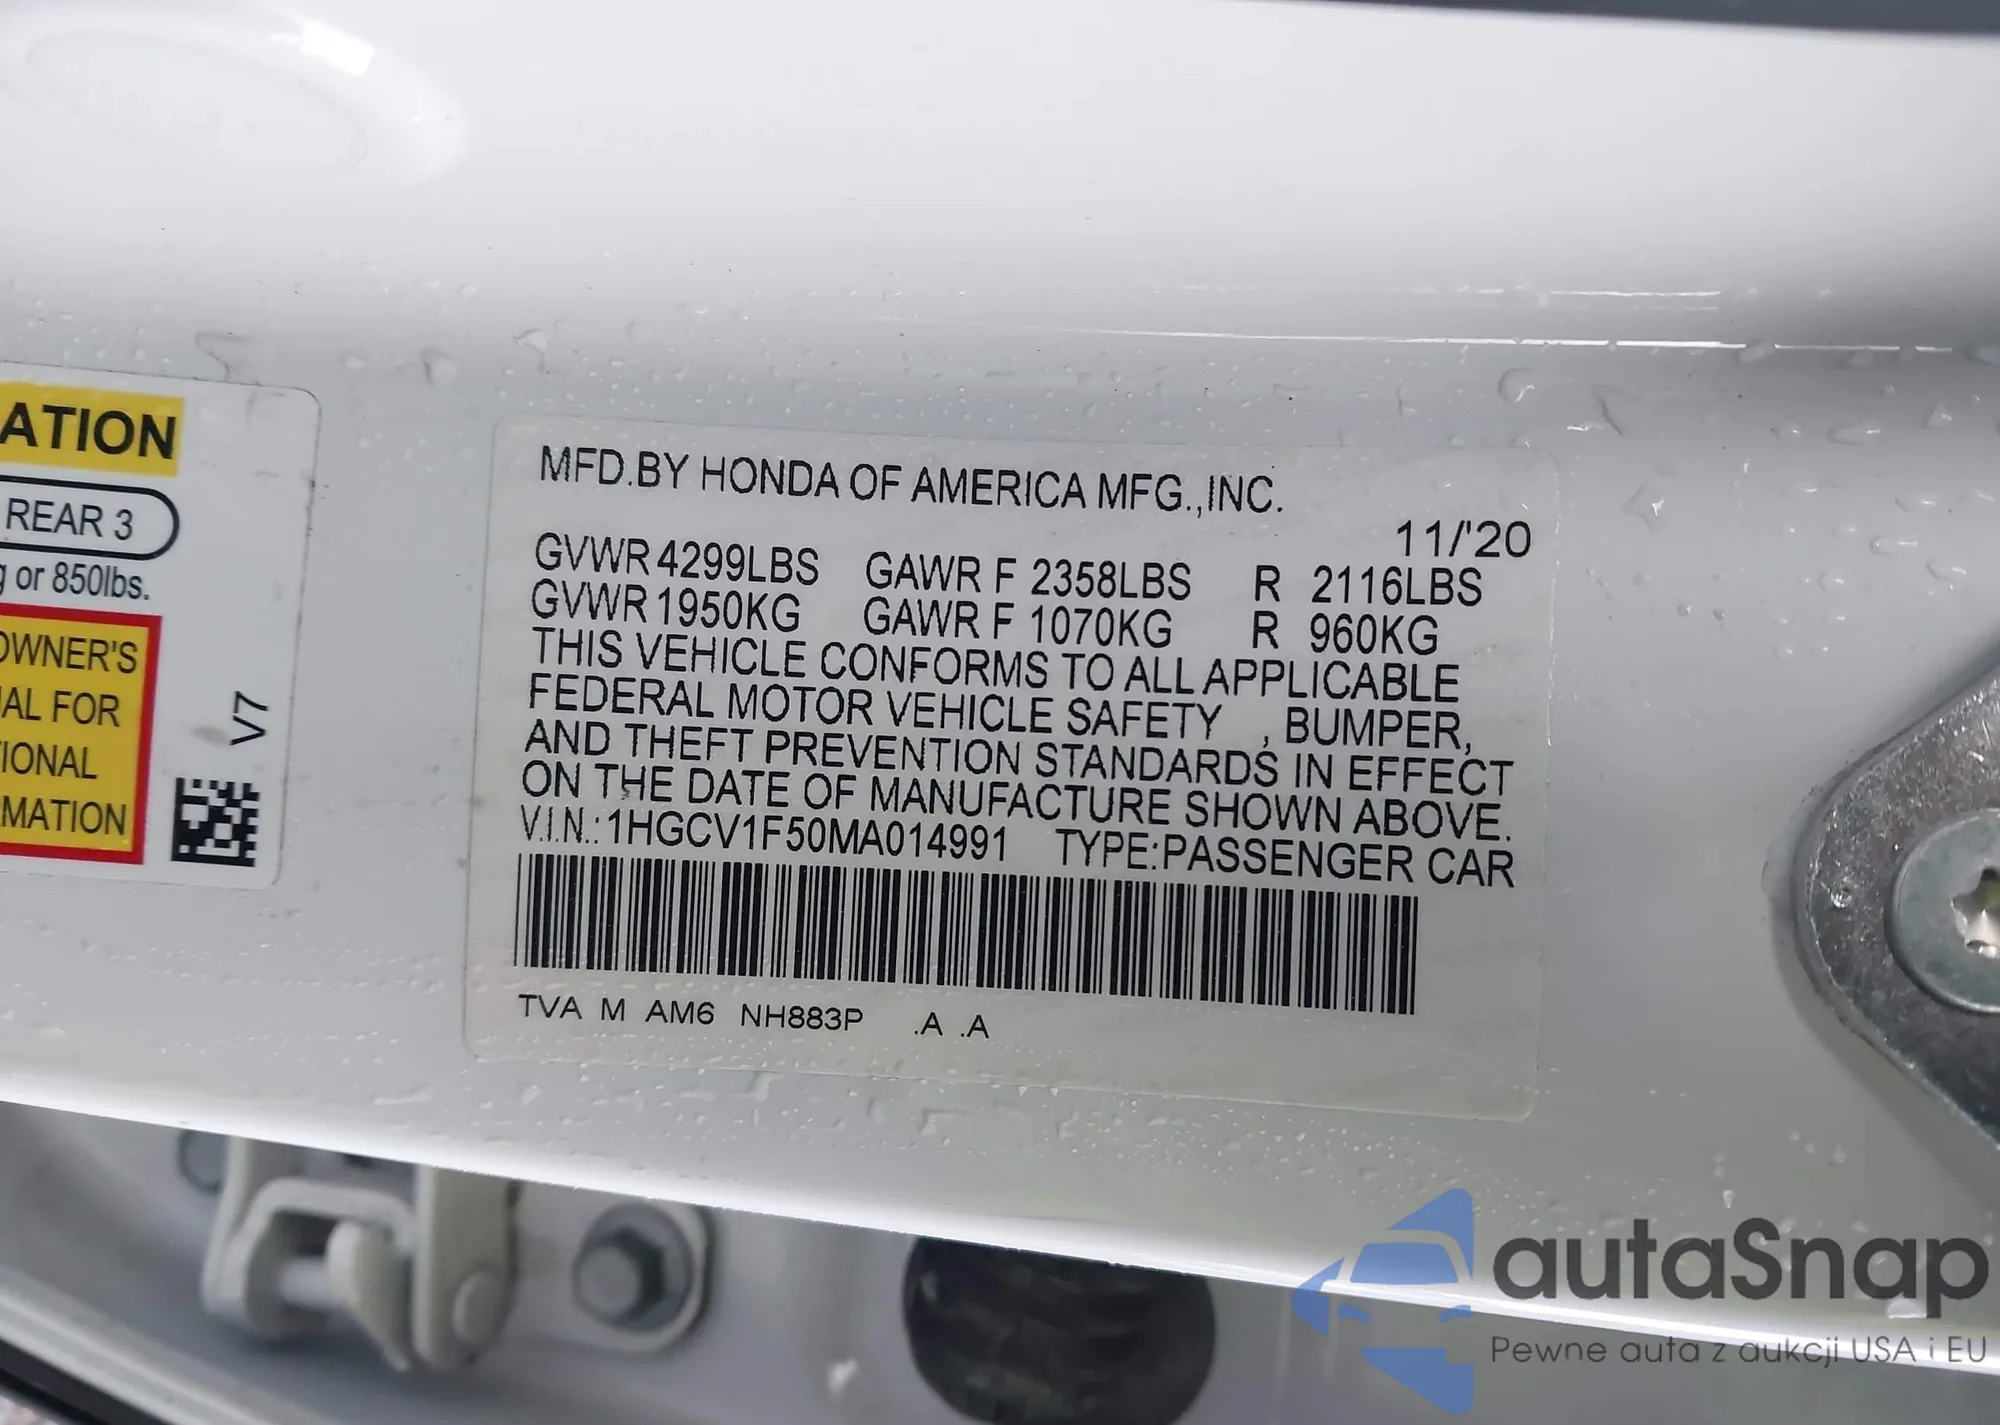 ATION
REAR 3
g or 850lbs.
OWNER'S
AL FOR
IONAL
MATION
V7
MFD.BY HONDA OF AMERICA MFG.,INC.
11/'20
GVWR 4299LBS GAWR F 2358LBS R 2116LBS
GVWR 1950KG GAWR F 1070KG R 960KG
THIS VEHICLE CONFORMS TO ALL APPLICABLE
FEDERAL MOTOR VEHICLE SAFETY , BUMPER,
AND THEFT PREVENTION STANDARDS IN EFFECT
ON THE DATE OF MANUFACTURE SHOWN ABOVE.
V.I.N.: 1HGCV1F50MA014991 TYPE:PASSENGER CAR
TVA M AM6 NH883P .A .A
autaSnap
Pewne auta z aukcji USA i EU